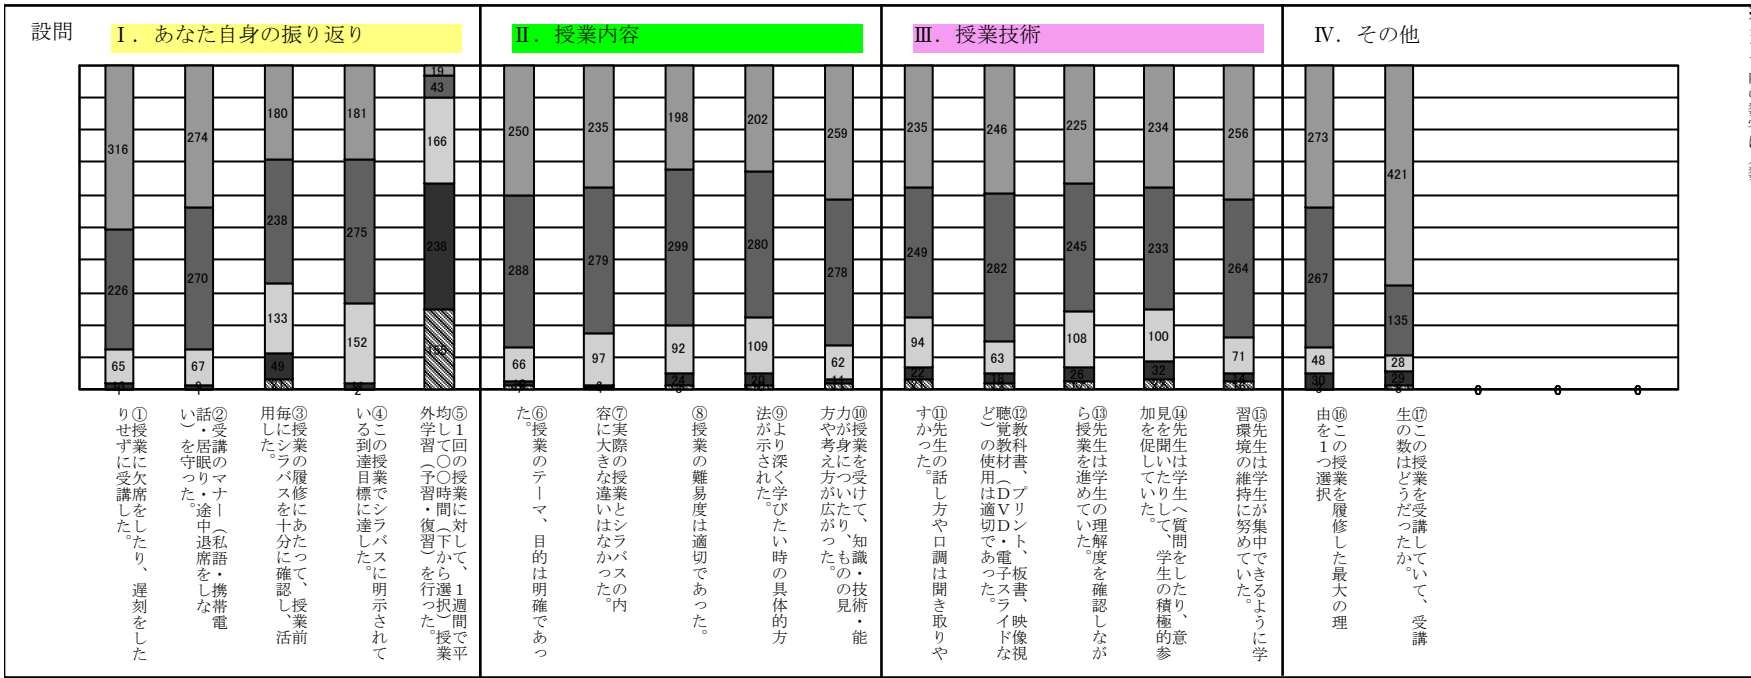 設問
Ⅰ．あなた自身の振り返り
Ⅱ．授業内容
Ⅲ．授業技術
Ⅳ．その他
316
226
65
13
1
274
270
67
1
180
238
133
49
181
275
152
11
2
19
43
166
238
155
250
288
66
235
279
97
198
299
92
24
202
280
109
20
259
278
62
11
235
249
94
22
246
282
63
18
225
245
108
26
234
233
100
32
256
264
71
14
273
267
48
30
421
135
28
29
0
0
0
①授業に欠席をしたり、遅刻をした
りせずに受講した。
②受講のマナー（私語・携帯電
話・居眠り・途中退席をしな
い）を守った。
③授業の履修にあたって、授業前
毎にシラバスを十分に確認し、活
用した。
④この授業でシラバスに明示されて
いる到達目標に達した。
⑤１回の授業に対して、１週間で平
均して〇〇時間（下から選択）授業
外学習（予習・復習）を行った。
⑥授業のテーマ、目的は明確であっ
た。
⑦実際の授業とシラバスの内
容に大きな違いはなかった。
⑧授業の難易度は適切であった。
⑨より深く学びたい時の具体的方
法が示された。
⑩授業を受けて、知識・技術・能
力が身についたり、ものの見
方や考え方が広がった。
⑪先生の話し方や口調は聞き取りや
すかった。
⑫教科書、プリント、板書、映像視
聴覚教材（ＤＶＤ・電子スライドな
ど）の使用は適切であった。
⑬先生は学生の理解度を確認しなが
ら授業を進めていた。
⑭先生は学生へ質問をしたり、意
見を聞いたりして、学生の積極的参
加を促していた。
⑮先生は学生が集中できるように学
習環境の維持に努めていた。
⑯この授業を履修した最大の理
由を１つ選択
⑰この授業を受講していて、受講
生の数はどうだったか。